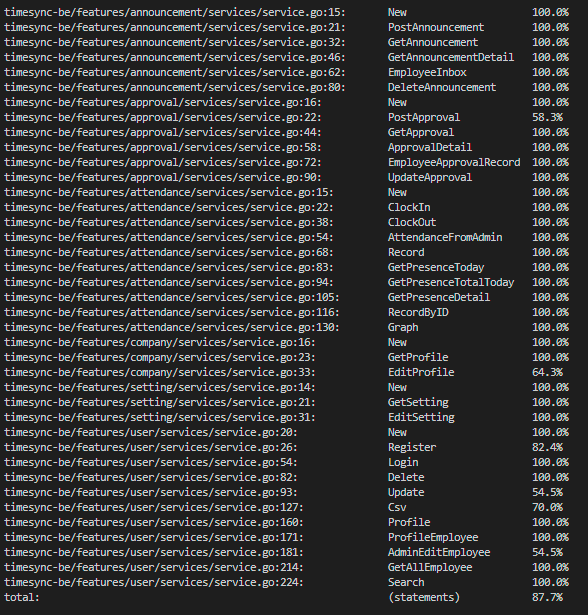 timesync-be/features/announcement/services/service.go:15: New 100.0%
timesync-be/features/announcement/services/service.go:21: PostAnnouncement 100.0%
timesync-be/features/announcement/services/service.go:32: GetAnnouncement 100.0%
timesync-be/features/announcement/services/service.go:46: GetAnnouncementDetail 100.0%
timesync-be/features/announcement/services/service.go:62: EmployeeInbox 100.0%
timesync-be/features/announcement/services/service.go:80: DeleteAnnouncement 100.0%
timesync-be/features/approval/services/service.go:16: New 100.0%
timesync-be/features/approval/services/service.go:22: PostApproval 58.3%
timesync-be/features/approval/services/service.go:44: GetApproval 100.0%
timesync-be/features/approval/services/service.go:58: ApprovalDetail 100.0%
timesync-be/features/approval/services/service.go:72: EmployeeApprovalRecord 100.0%
timesync-be/features/approval/services/service.go:90: UpdateApproval 100.0%
timesync-be/features/attendance/services/service.go:15: New 100.0%
timesync-be/features/attendance/services/service.go:22: ClockIn 100.0%
timesync-be/features/attendance/services/service.go:38: ClockOut 100.0%
timesync-be/features/attendance/services/service.go:54: AttendanceFromAdmin 100.0%
timesync-be/features/attendance/services/service.go:68: Record 100.0%
timesync-be/features/attendance/services/service.go:83: GetPresenceToday 100.0%
timesync-be/features/attendance/services/service.go:94: GetPresenceTotalToday 100.0%
timesync-be/features/attendance/services/service.go:105: GetPresenceDetail 100.0%
timesync-be/features/attendance/services/service.go:116: RecordByID 100.0%
timesync-be/features/attendance/services/service.go:130: Graph 100.0%
timesync-be/features/company/services/service.go:16: New 100.0%
timesync-be/features/company/services/service.go:23: GetProfile 100.0%
timesync-be/features/company/services/service.go:33: EditProfile 64.3%
timesync-be/features/setting/services/service.go:14: New 100.0%
timesync-be/features/setting/services/service.go:21: GetSetting 100.0%
timesync-be/features/setting/services/service.go:31: EditSetting 100.0%
timesync-be/features/user/services/service.go:20: New 100.0%
timesync-be/features/user/services/service.go:26: Register 82.4%
timesync-be/features/user/services/service.go:54: Login 100.0%
timesync-be/features/user/services/service.go:82: Delete 100.0%
timesync-be/features/user/services/service.go:93: Update 54.5%
timesync-be/features/user/services/service.go:127: Csv 70.0%
timesync-be/features/user/services/service.go:160: Profile 100.0%
timesync-be/features/user/services/service.go:171: ProfileEmployee 100.0%
timesync-be/features/user/services/service.go:181: AdminEditEmployee 54.5%
timesync-be/features/user/services/service.go:214: GetAllEmployee 100.0%
timesync-be/features/user/services/service.go:224: Search 100.0%
total: (statements) 87.7%